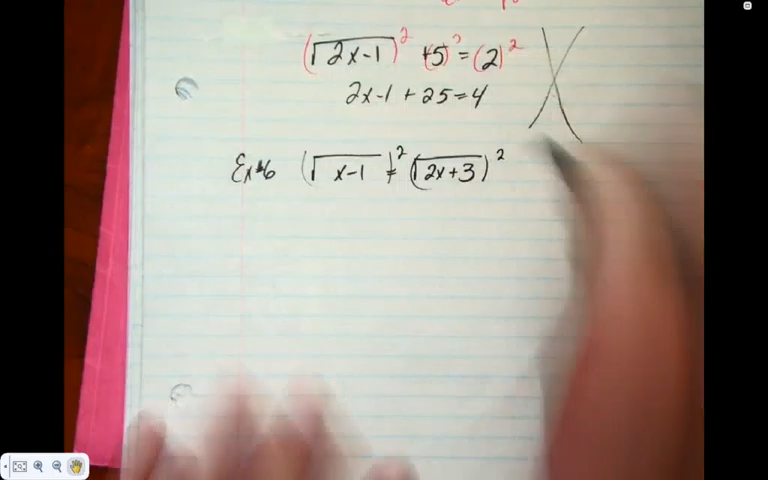 (√2x-1)² + (5)² = (2)²
2x-1 + 25 = 4
Ex#6 (√x-1)² = (√2x+3)²